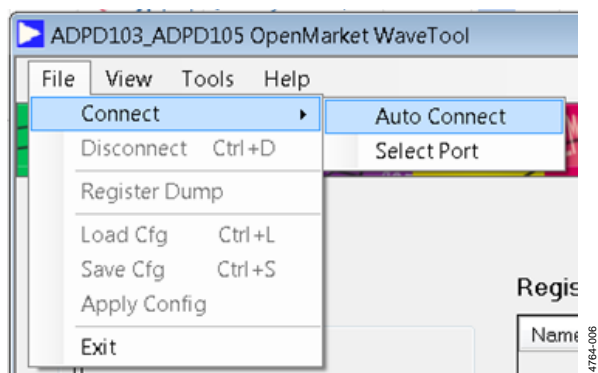 ADPD103_ADPD105 OpenMarket WaveTool
File View Tools Help
Connect
Auto Connect
Disconnect Ctrl+D
Select Port
Register Dump
Load Cfg Ctrl+L
Save Cfg Ctrl+S
Apply Config
Regis
Name
Exit
4764-006